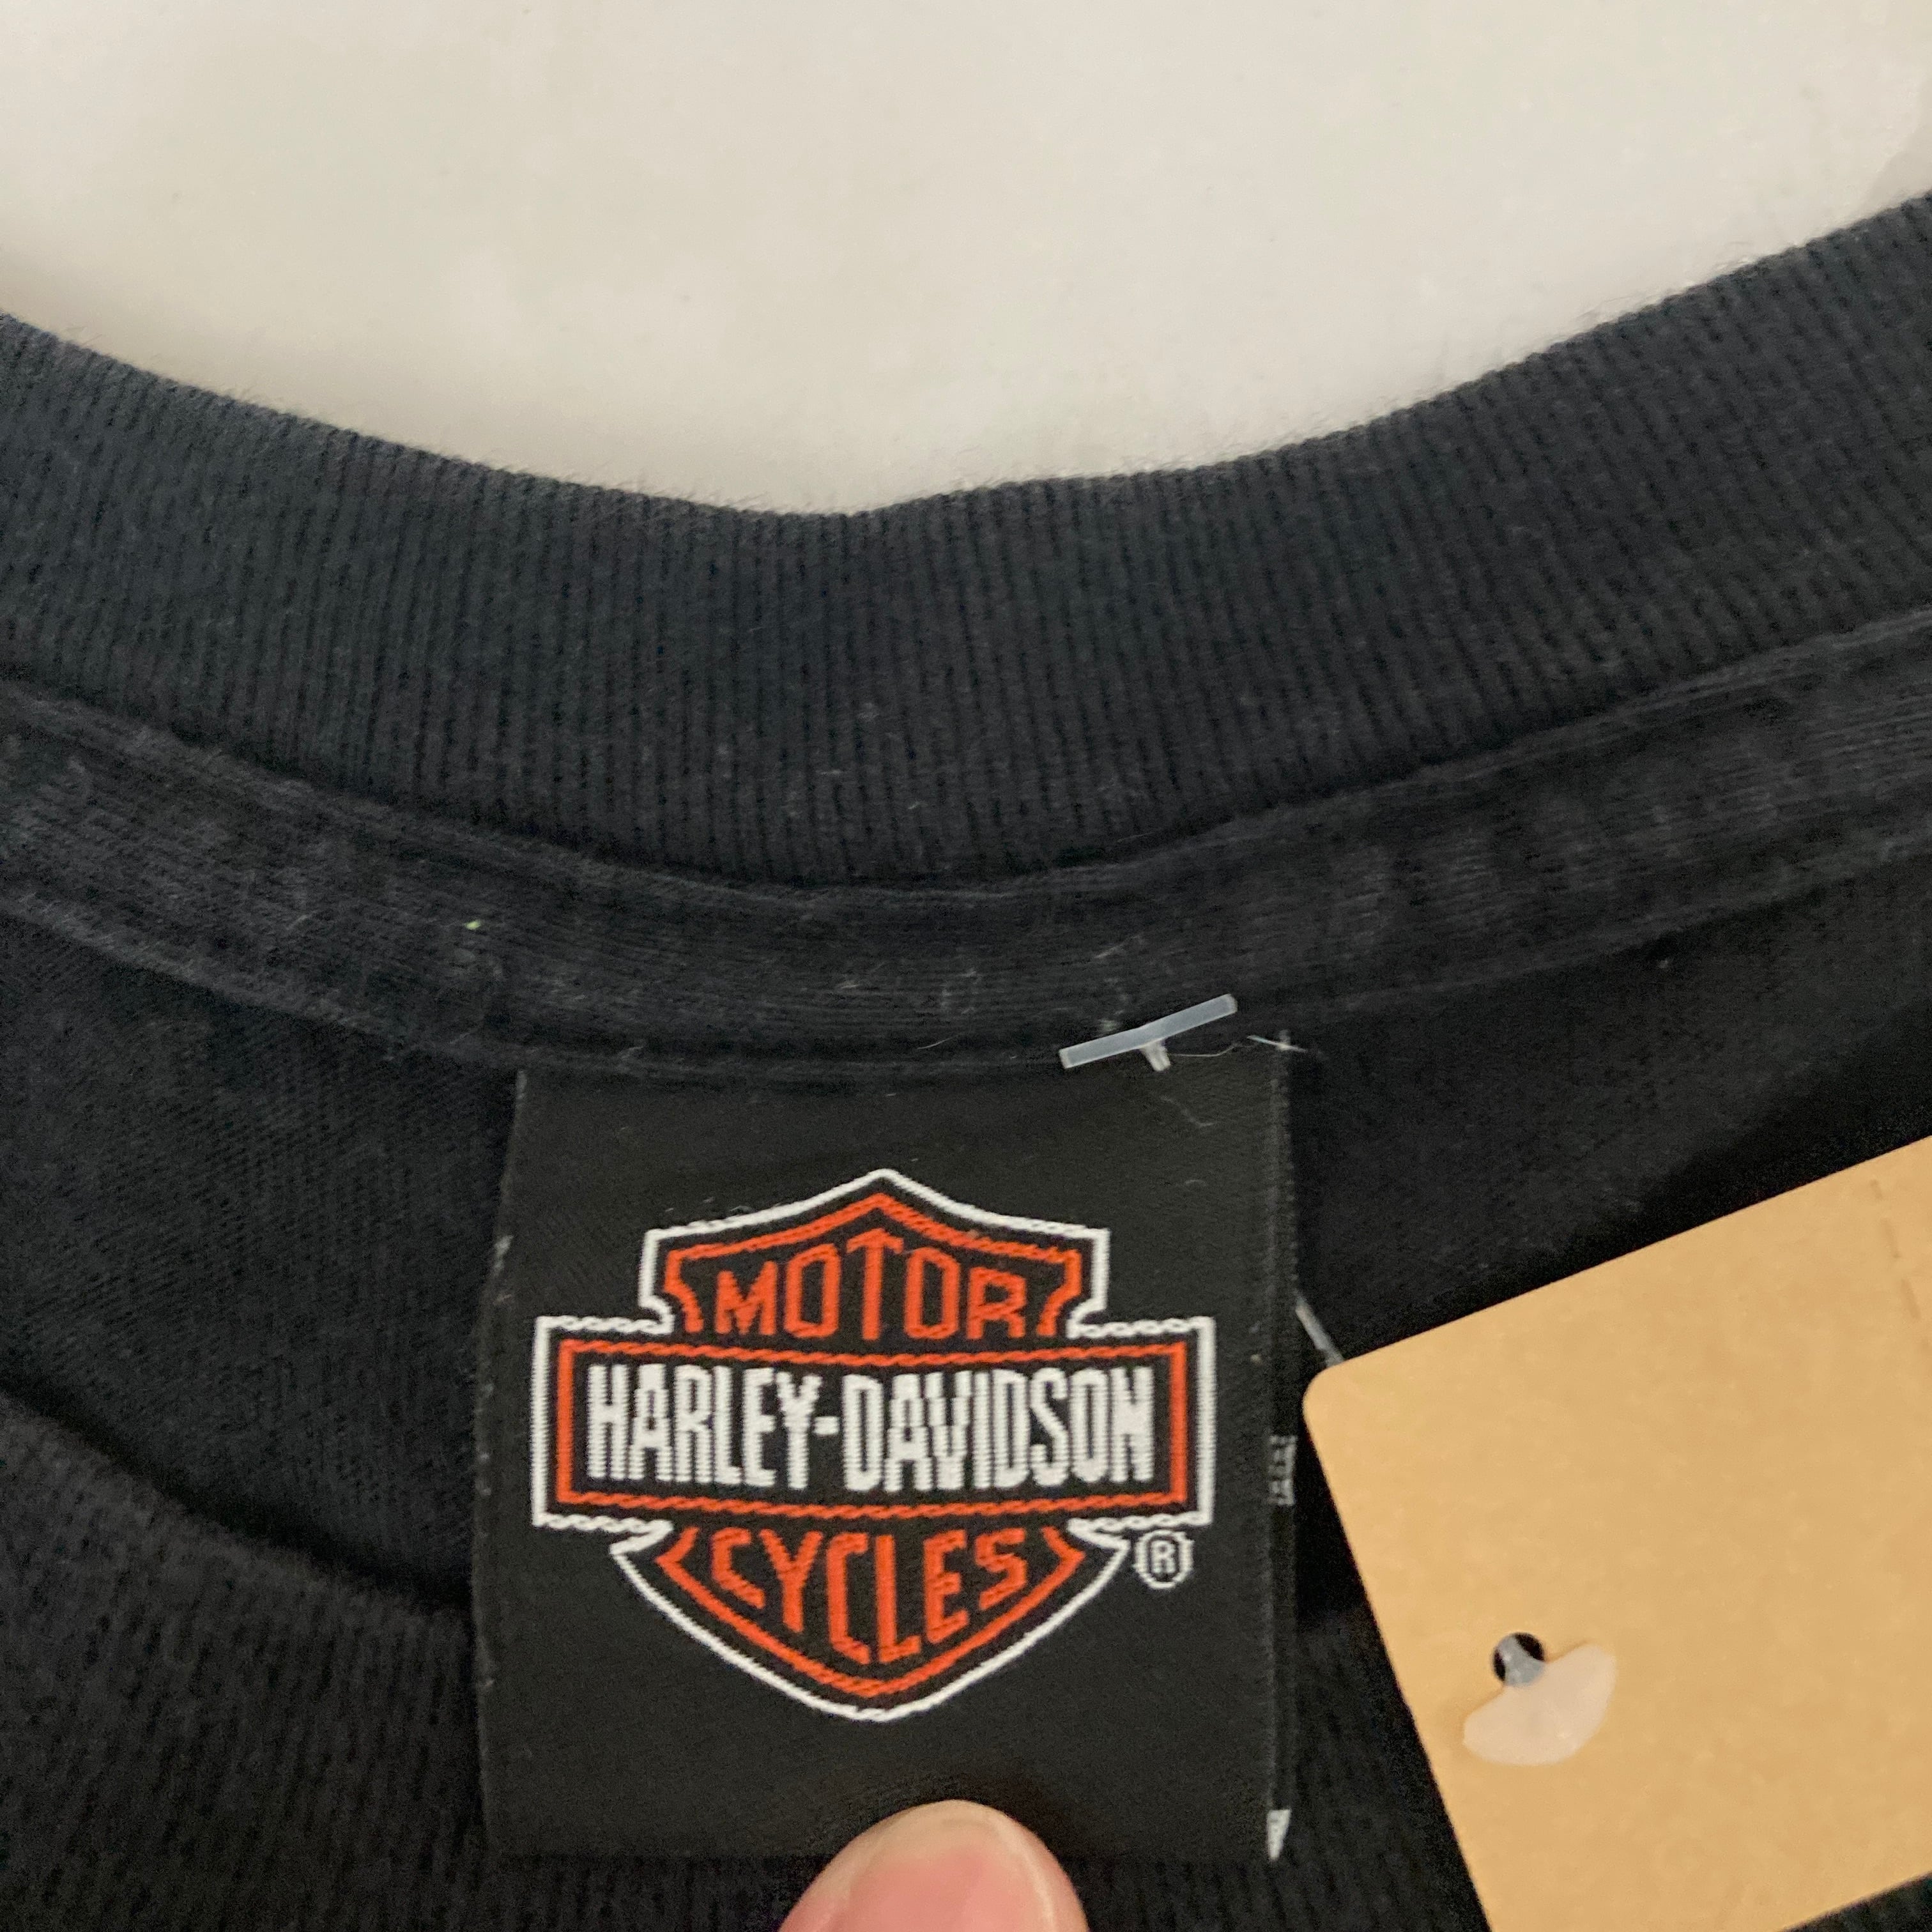 MOTOR
HARLEY-DAVIDSON
CYCLES
®